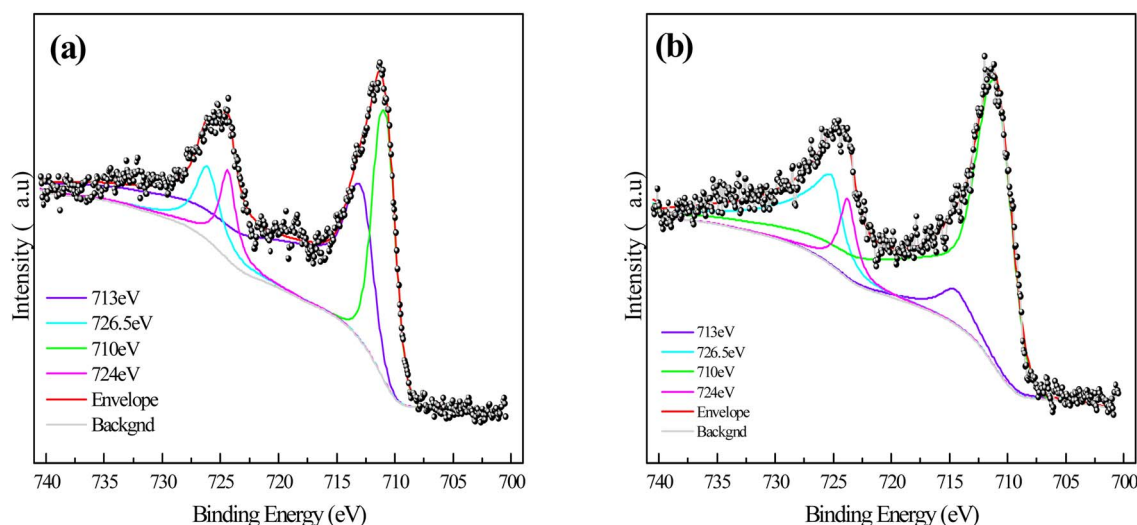 (a)
Intensity ( a.u)
713eV
726.5eV
710eV
724eV
Envelope
Backgnd
740 735 730 725 720 715 710 705 700
Binding Energy (eV)
(b)
Intensity ( a.u)
713eV
726.5eV
710eV
724eV
Envelope
Backgnd
740 735 730 725 720 715 710 705 700
Binding Energy (eV)